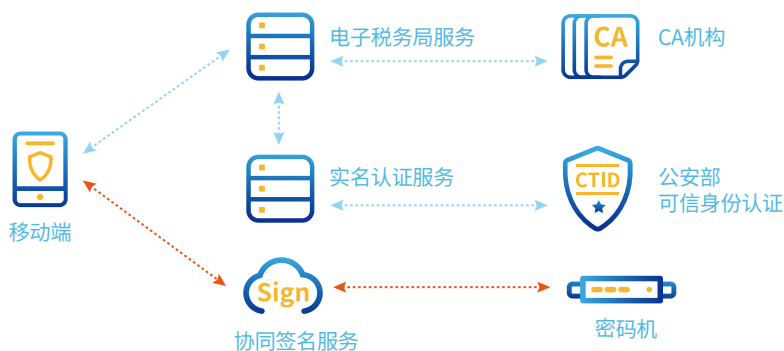 电子税务局服务
CA
CA机构
移动端
实名认证服务
CTID
公安部
可信身份认证
Sign
协同签名服务
密码机